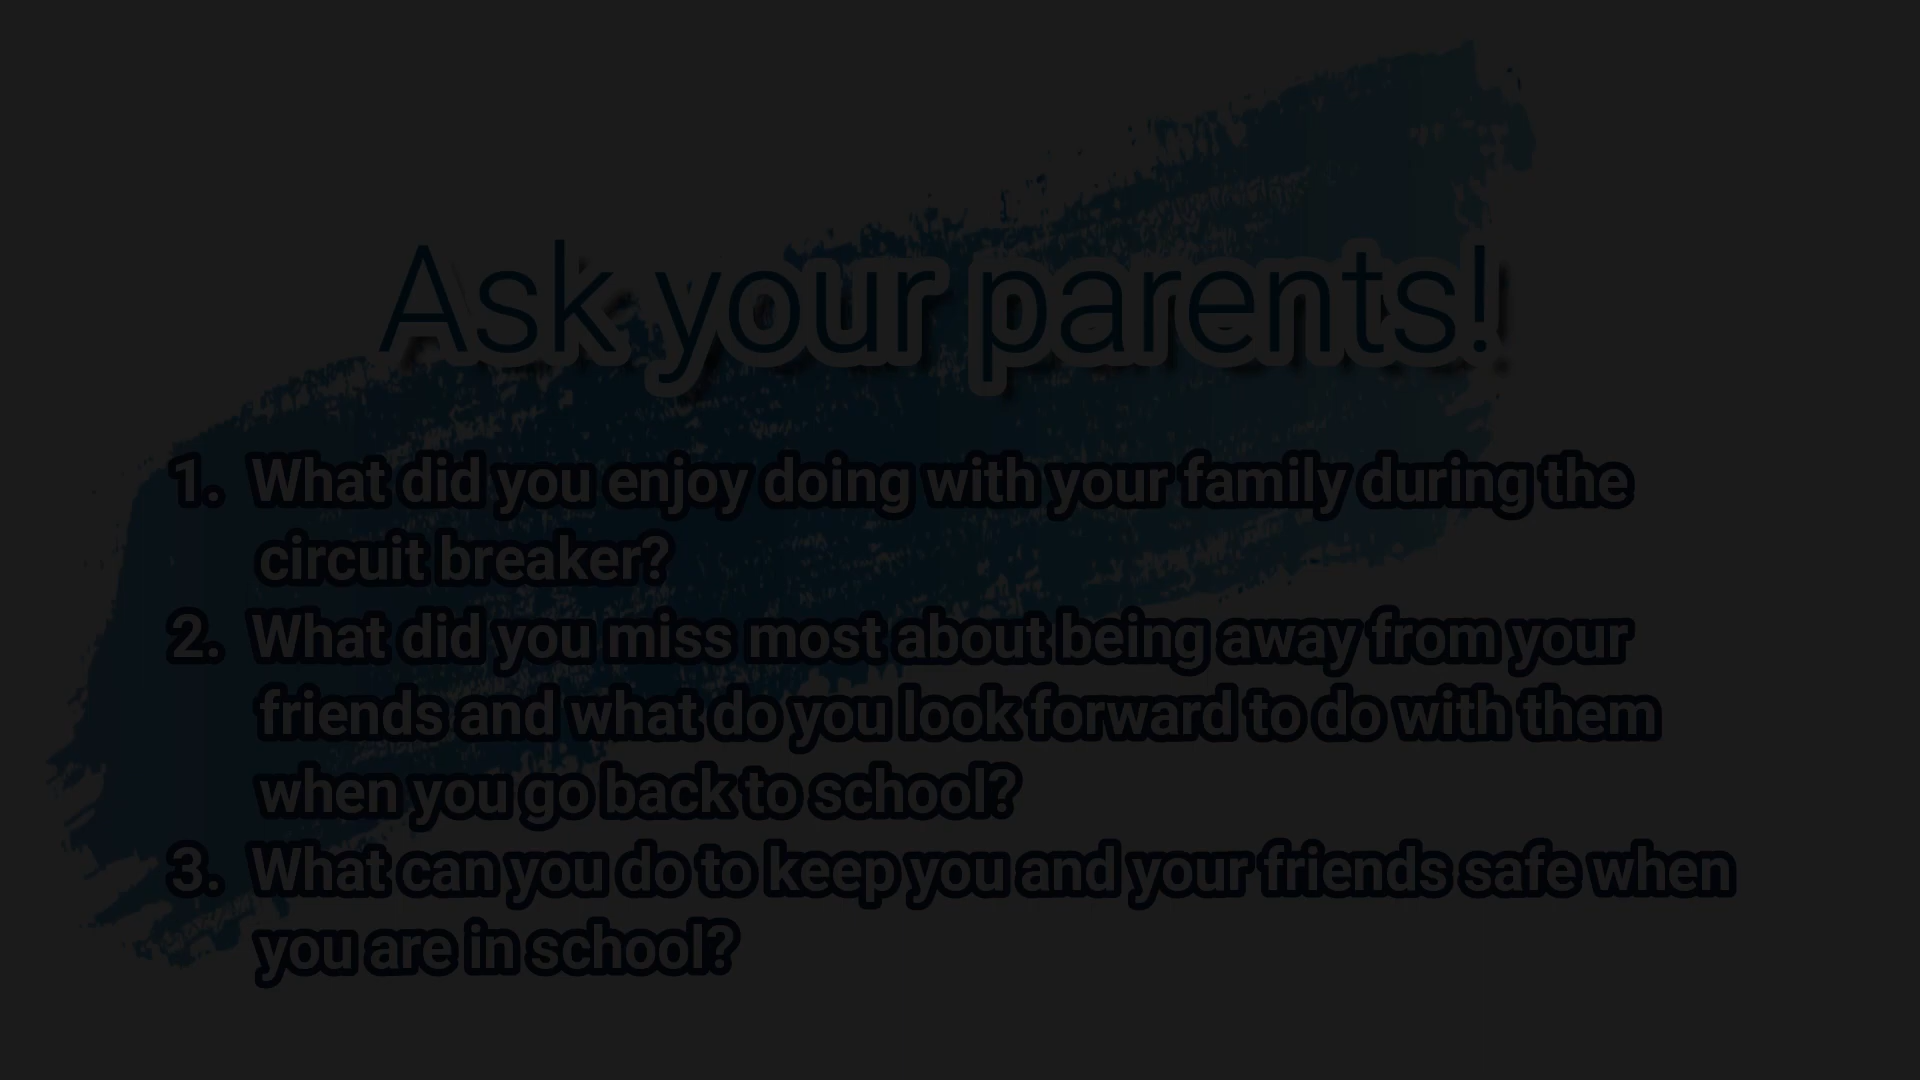 Ask your parents!
1. What did you enjoy doing with your family during the
circuit breaker?
2. What did you miss most about being away from your
friends and what do you look forward to do with them
when you go back to school?
3. What can you do to keep you and your friends safe when
you are in school?